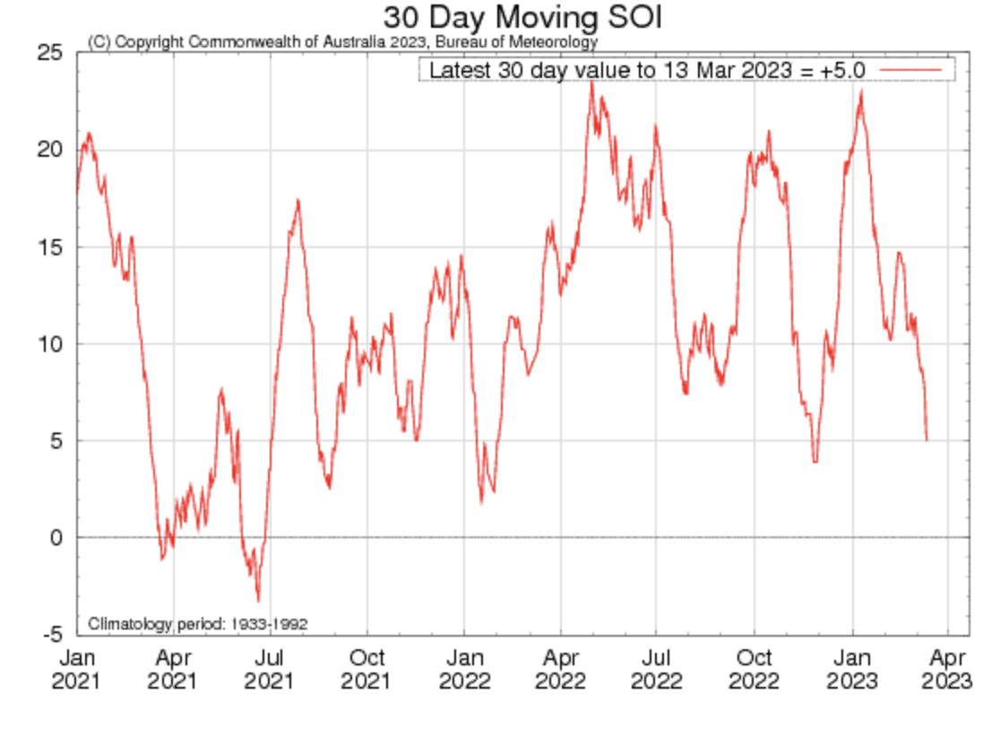 30 Day Moving SOI
(C) Copyright Commonwealth of Australia 2023, Bureau of Meteorology
Latest 30 day value to 13 Mar 2023 = +5.0
25
20
15
10
5
0
-5
Climatology period: 1933-1992
Jan Apr Jul Oct Jan Apr Jul Oct Jan Apr
2021 2021 2021 2021 2022 2022 2022 2022 2023 2023